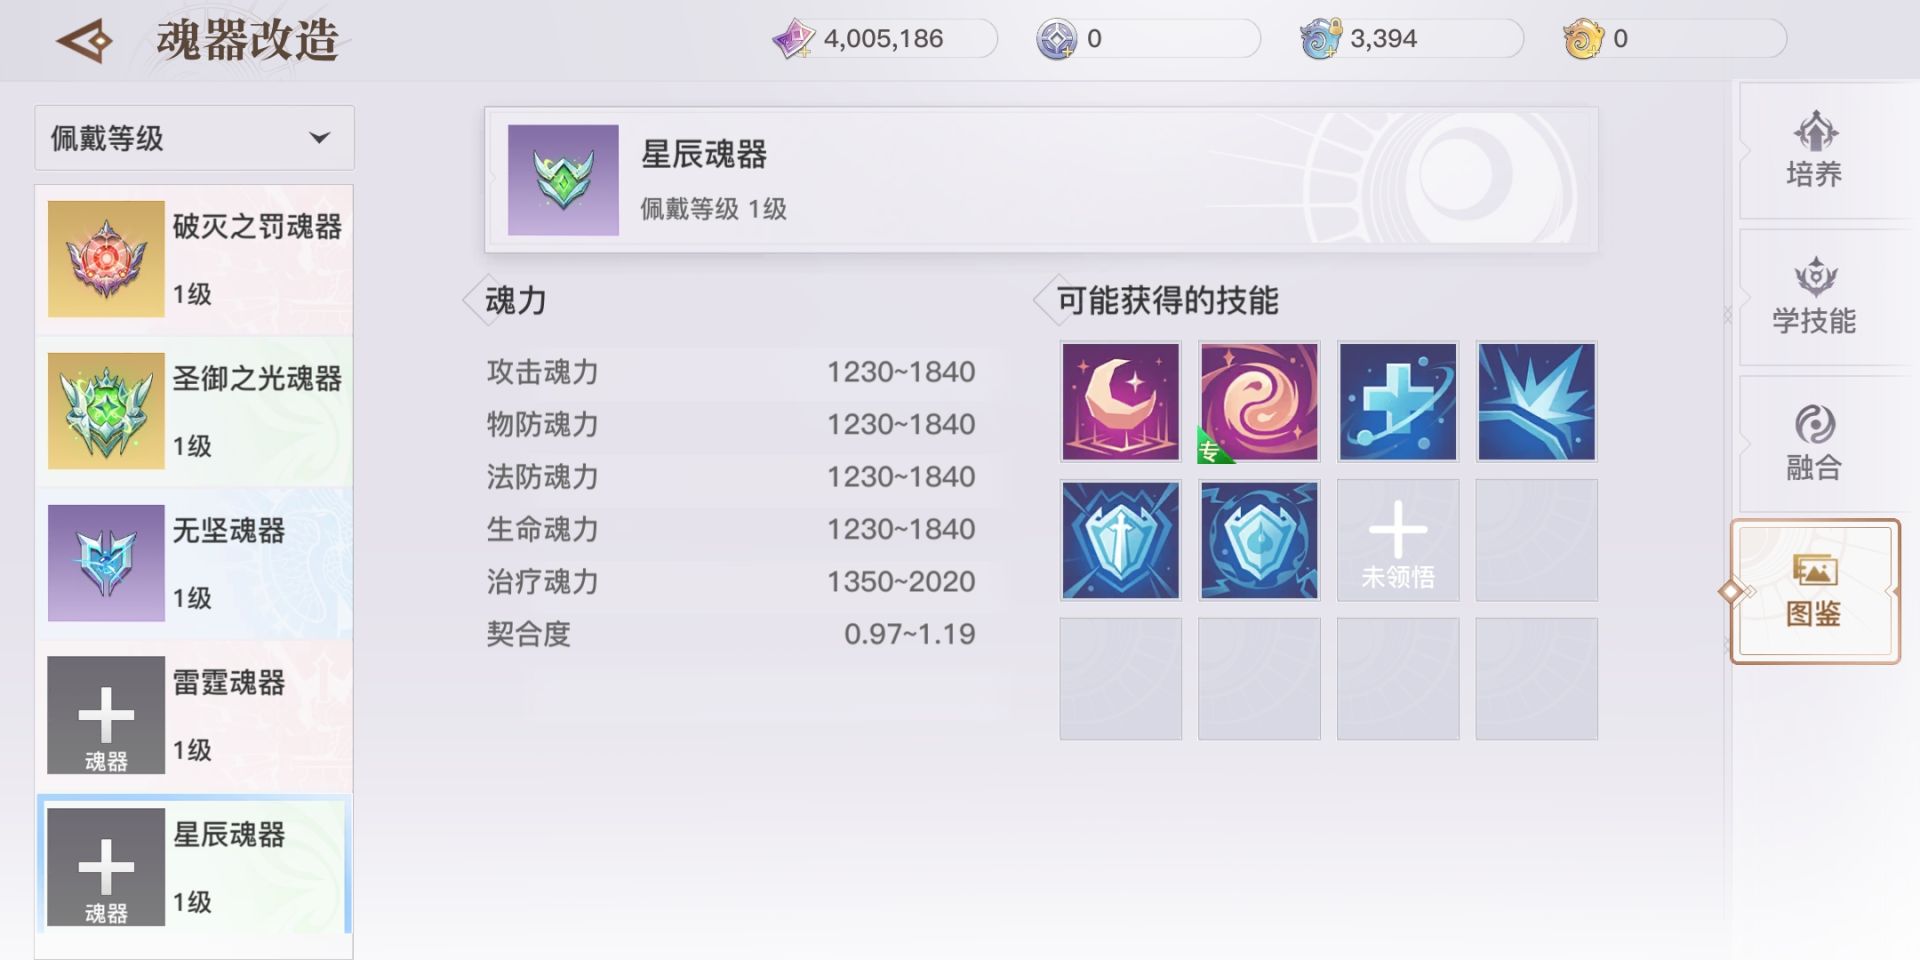 魂器改造
4,005,186
0
3,394
0
佩戴等级
破灭之罚魂器
1级
圣御之光魂器
1级
无坚魂器
1级
雷霆魂器
魂器
1级
星辰魂器
魂器
1级
星辰魂器
佩戴等级 1级
魂力
攻击魂力 1230~1840
物防魂力 1230~1840
法防魂力 1230~1840
生命魂力 1230~1840
治疗魂力 1350~2020
契合度 0.97~1.19
可能获得的技能
专
未领悟
培养
学技能
融合
图鉴